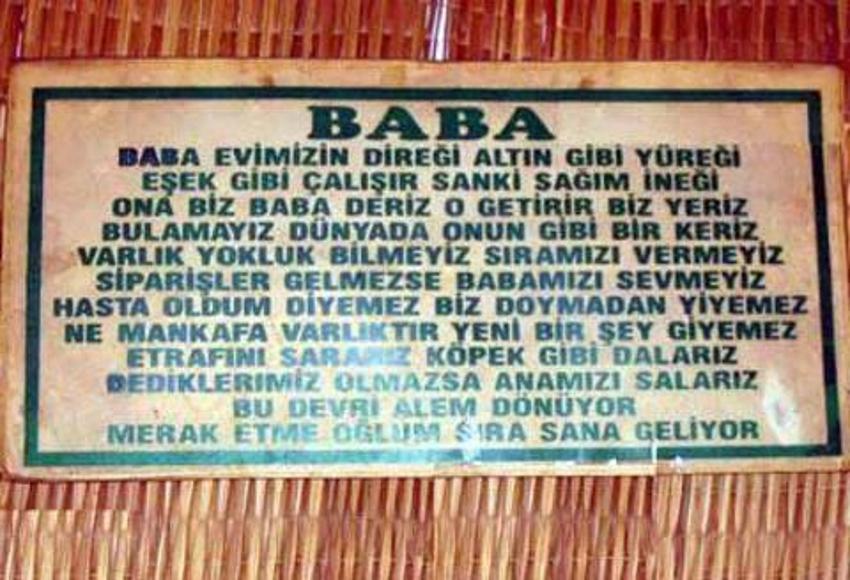 BABA
BABA EVİMİZİN DİREĞİ ALTIN GİBİ YÜREĞİ
EŞEK GİBİ ÇALIŞIR SANKİ SAĞIM İNEĞİ
ONA BİZ BABA DERİZ O GETİRİR BİZ YERİZ
BULAMAYIZ DÜNYADA ONUN GİBİ BİR KERİZ
VARLIK YOKLUK BİLMEYİZ SIRAMIZI VERMEYİZ
SİPARİŞLER GELMEZSE BABAMIZI SEVMEYİZ
HASTA OLDUM DİYEMEZ BİZ DOYMADAN YİYEMEZ
NE MANKAFA VARLIKTIR YENİ BİR ŞEY GİYEMEZ
ETRAFINI SARARIZ KÖPEK GİBİ DALARIZ
DEDİKLERIMİZ OLMAZSA ANAMIZI SALARIZ
BU DEVRİ ALEM DÖNÜYOR
MERAK ETME OĞLUM SIRA SANA GELİYOR